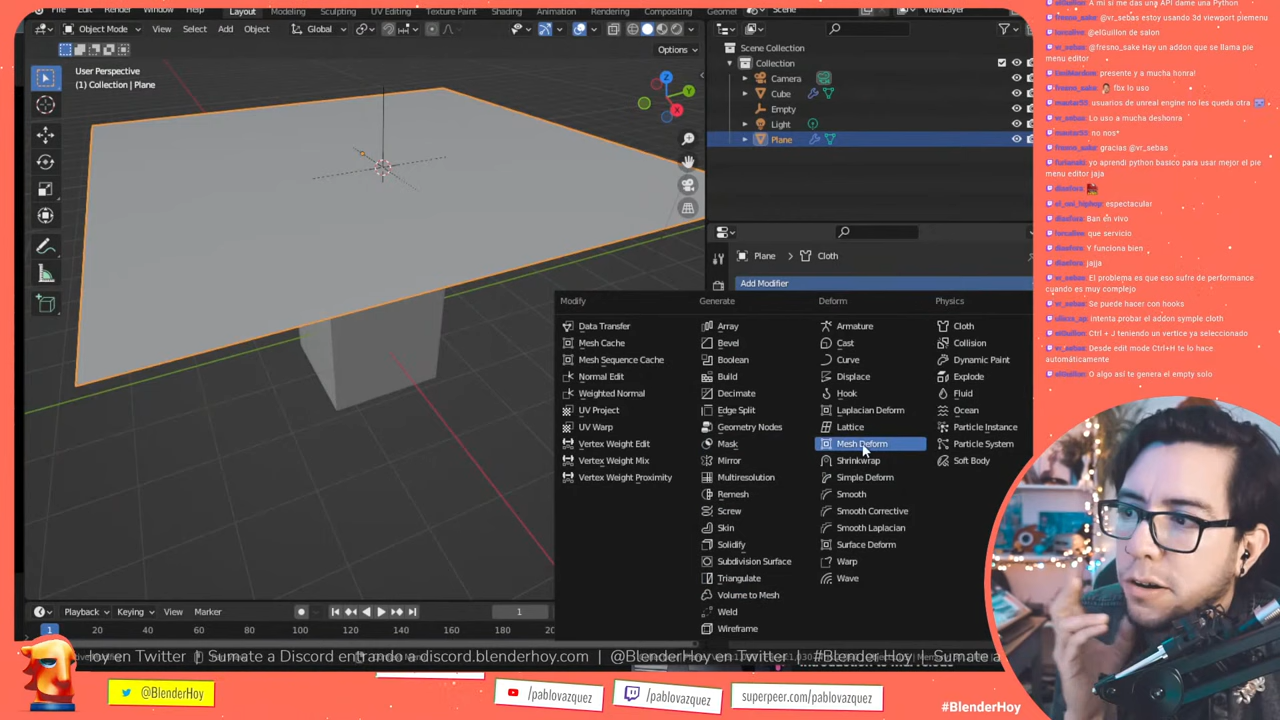 Render
Layout
Modeling
Sculpting
UV Editing
Texture Paint
Shading
Animation
Rendering
Compositing
Scene
ViewLayer
Object Mode
View
Select
Add
Object
Global
Options
User Perspective
(1) Collection | Plane
Z
Y
X
Scene Collection
Collection
Camera
Cube
Empty
Light
Plane
Plane
Cloth
Add Modifier
Modify
Data Transfer
Mesh Cache
Mesh Sequence Cache
Normal Edit
Weighted Normal
UV Project
UV Warp
Vertex Weight Edit
Vertex Weight Mix
Vertex Weight Proximity
Generate
Array
Bevel
Boolean
Build
Decimate
Edge Split
Geometry Nodes
Mask
Mirror
Multiresolution
Remesh
Screw
Skin
Solidify
Subdivision Surface
Triangulate
Volume to Mesh
Weld
Wireframe
Deform
Armature
Cast
Curve
Displace
Hook
Laplacian Deform
Lattice
Mesh Deform
Shrinkwrap
Simple Deform
Smooth
Smooth Corrective
Smooth Laplacian
Surface Deform
Warp
Wave
Physics
Cloth
Collision
Dynamic Paint
Explode
Fluid
Ocean
Particle Instance
Particle System
Soft Body
Playback
Keying
View
Marker
1
1
20
40
60
80
100
120
140
160
180
A mi si me das una API dame una Python
@vr_sebas estoy usando 3d viewport piemenu
@elGuillon de salon
@fresno_sake Hay un addon que se llama pie
menu editor
presente y a mucha honra!
fbx lo uso
usuarios de unreal engine no les queda otra
Lo uso a mucha deshonra
no nos*
gracias @vr_sebas
yo aprendi python basico para usar mejor el pie
menu editor jaja
espectacular
Ban en vivo
que servicio
Y funciona bien
jajja
El problema es que eso sufre de performance
cuando es muy complejo
Se puede hacer con hooks
intenta probar el addon symple cloth
Ctrl + J teniendo un vertice ya seleccionado
Desde edit mode Ctrl+H te lo hace
automáticamente
O algo asi te genera el empty solo
Hoy en Twitter | Sumate a Discord entrando a discord.blenderhoy.com | @BlenderHoy en Twitter | #Blender Hoy | Sumate a
@BlenderHoy
/pablovazquez
/pablovazquez
superpeer.com/pablovazquez
#BlenderHoy